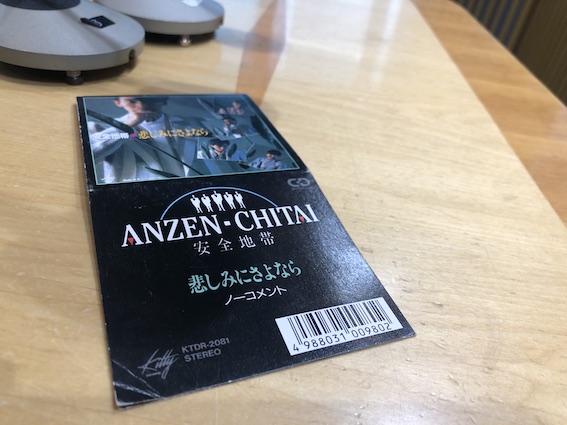 安全地帯 悲しみにさよなら
ANZEN・CHITAI
安全地帯
悲しみにさよなら
ノーコメント
Kitty
KTDR-2081
STEREO
4 988031 009802